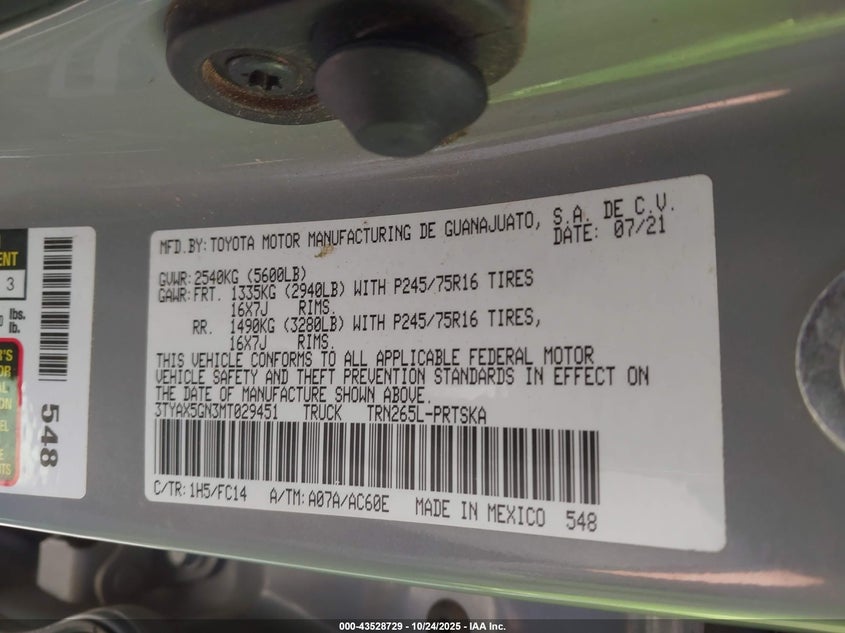 MFD.BY:TOYOTA MOTOR MANUFACTURING DE GUANAJUATO, S.A. DE C.V.
DATE: 07/21
GVWR:2540KG (5600LB)
GAWR:FRT. 1335KG (2940LB) WITH P245/75R16 TIRES
16X7J RIMS.
RR. 1490KG (3280LB) WITH P245/75R16 TIRES,
16X7J RIMS.
THIS VEHICLE CONFORMS TO ALL APPLICABLE FEDERAL MOTOR
VEHICLE SAFETY AND THEFT PREVENTION STANDARDS IN EFFECT ON
THE DATE OF MANUFACTURE SHOWN ABOVE.
3TYAX5GN3MT029451 TRUCK TRN265L-PRTSKA
C/TR:1H5/FC14 A/TM:A07A/AC60E MADE IN MEXICO 548
3
lbs.
lb.
548
000-43528729 - 10/24/2025 - IAA Inc.